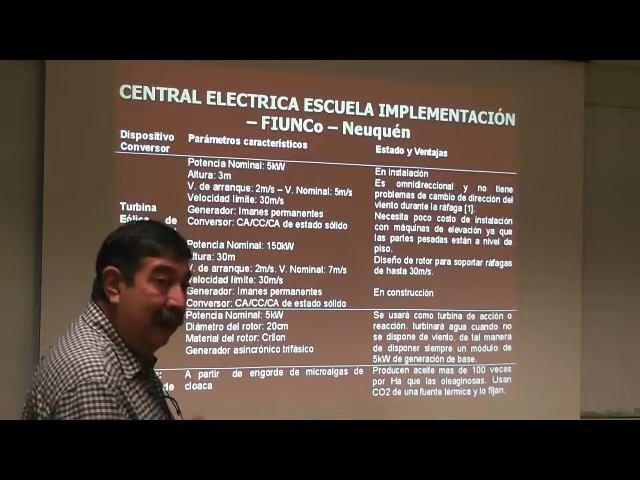 CENTRAL ELECTRICA ESCUELA IMPLEMENTACIÓN
– FIUNCo – Neuquén
Dispositivo
Conversor
Parámetros característicos
Estado y Ventajas
Turbina
Eólica de
Potencia Nominal: 5kW
Altura: 3m
V. de arranque: 2m/s – V. Nominal: 5m/s
Velocidad límite: 30m/s
Generador: Imanes permanentes
Conversor: CA/CC/CA de estado sólido
En instalación
Es omnidireccional y no tiene
problemas de cambio de dirección del
viento durante la ráfaga [1].
Necesita poco costo de instalación
con máquinas de elevación ya que
las partes pesadas están a nivel de
piso.
Diseño de rotor para soportar ráfagas
de hasta 30m/s.
Potencia Nominal: 150kW
Altura: 30m
V. de arranque: 2m/s. V. Nominal: 7m/s
Velocidad límite: 30m/s
Generador: Imanes permanentes
Conversor: CA/CC/CA de estado sólido
En construcción
Potencia Nominal: 5kW
Diámetro del rotor: 20cm
Material del rotor: Crilon
Generador asincrónico trifásico
Se usará como turbina de acción o
reacción. turbinará agua cuando no
se dispone de viento, de tal manera
de disponer siempre un módulo de
5kW de generación de base.
A partir de engorde de microalgas de
cloaca
Producen aceite mas de 100 veces
por Ha que las oleaginosas. Usan
CO2 de una fuente térmica y lo fijan.